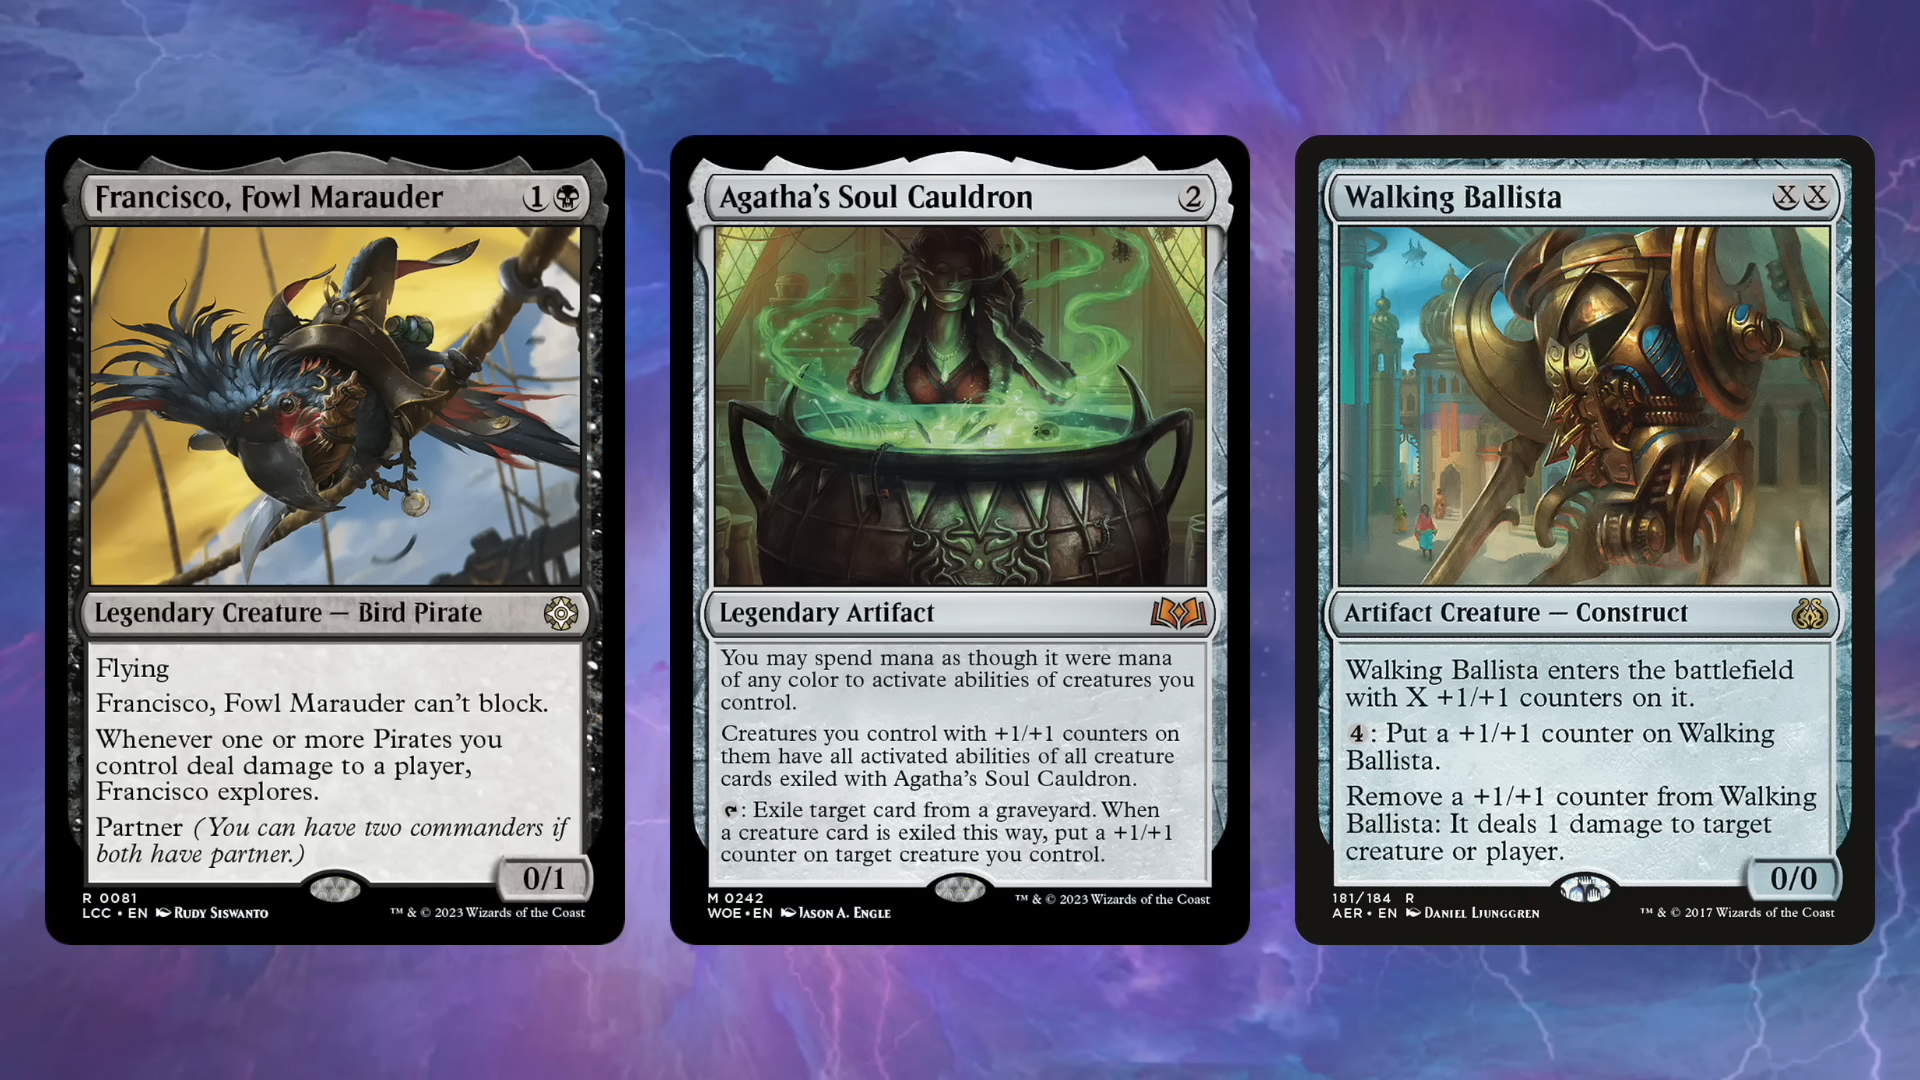 Francisco, Fowl Marauder 1
Legendary Creature — Bird Pirate
Flying
Francisco, Fowl Marauder can't block.
Whenever one or more Pirates you
control deal damage to a player,
Francisco explores.
Partner (You can have two commanders if
both have partner.)
0/1
R 0081
LCC • EN Rudy Siswanto
™ & © 2023 Wizards of the Coast
Agatha's Soul Cauldron 2
Legendary Artifact
You may spend mana as though it were mana
of any color to activate abilities of creatures you
control.
Creatures you control with +1/+1 counters on
them have all activated abilities of all creature
cards exiled with Agatha's Soul Cauldron.
: Exile target card from a graveyard. When
a creature card is exiled this way, put a +1/+1
counter on target creature you control.
M 0242
WOE • EN Jason A. Engle
™ & © 2023 Wizards of the Coast
Walking Ballista X X
Artifact Creature — Construct
Walking Ballista enters the battlefield
with X +1/+1 counters on it.
4: Put a +1/+1 counter on Walking
Ballista.
Remove a +1/+1 counter from Walking
Ballista: It deals 1 damage to target
creature or player.
0/0
181/184 R
AER • EN Daniel Ljunggren
™ & © 2017 Wizards of the Coast